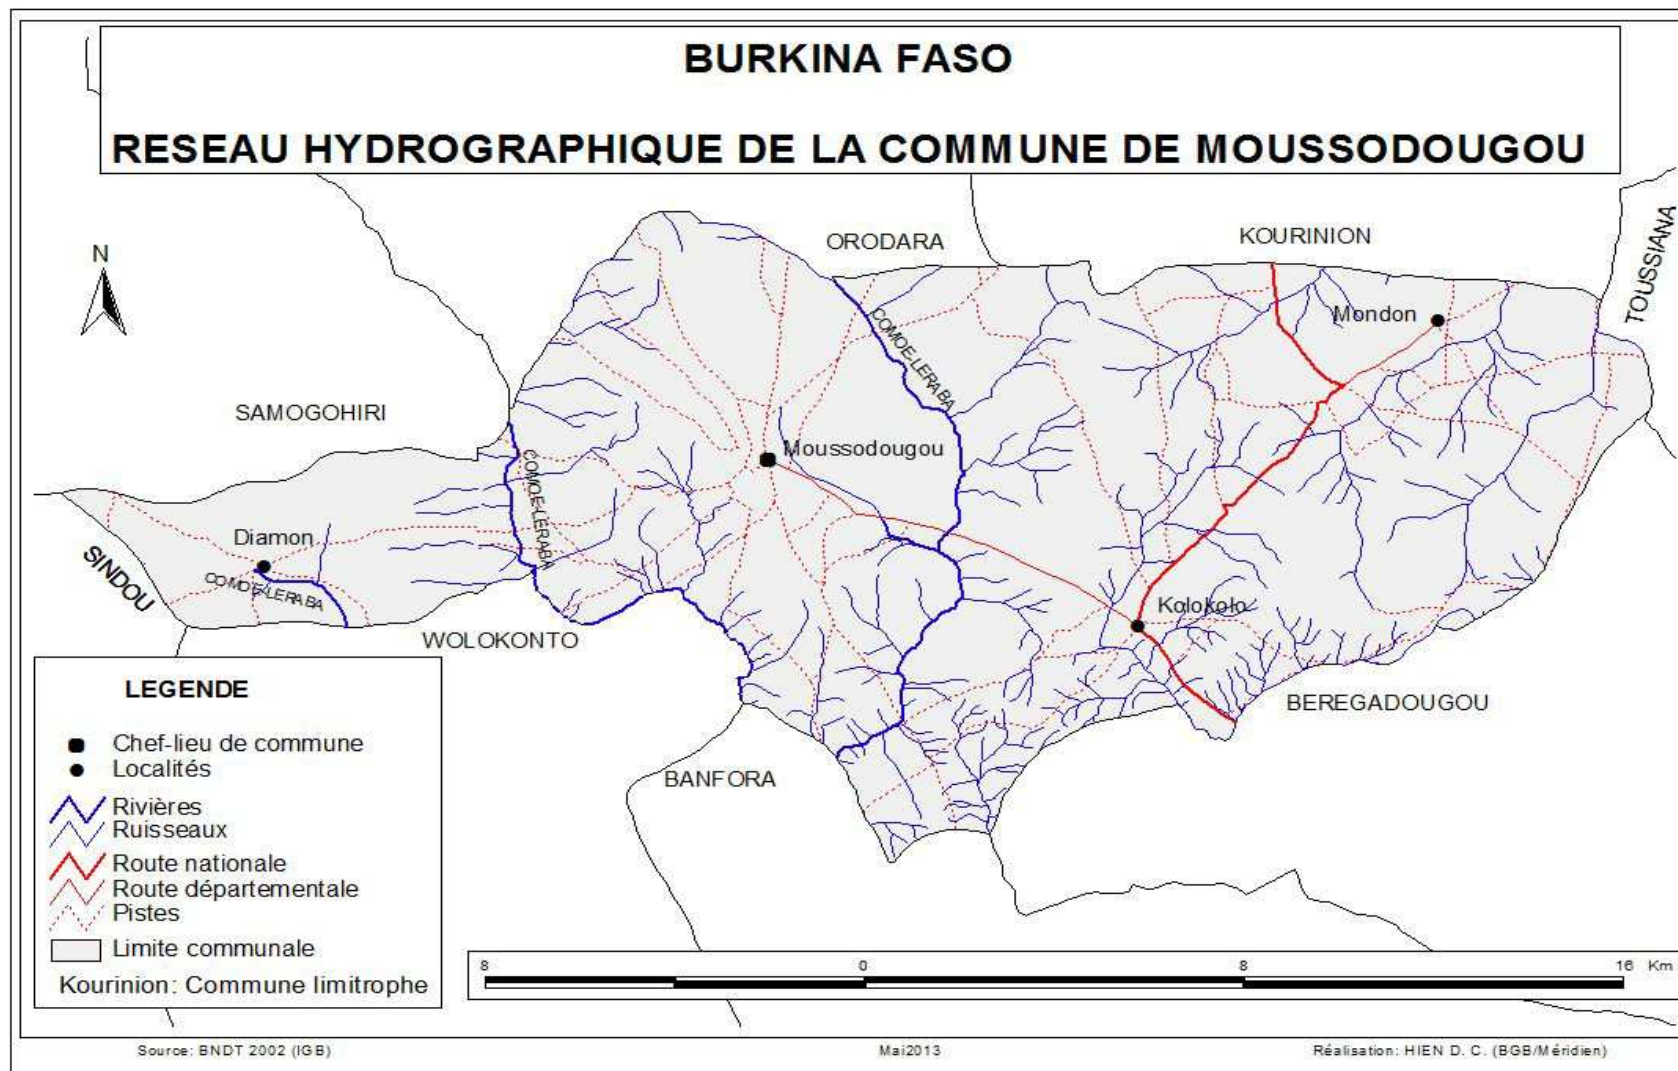 BURKINA FASO
RESEAU HYDROGRAPHIQUE DE LA COMMUNE DE MOUSSODOUGOU
N
ORODARA
KOURINION
TOUSSIANA
COMOE-LERABA
Mondon
SAMOGOHIRI
Moussodougou
COMOE-LERABA
Diamon
SINDOU
COMOE-LERABA
Kolokolo
WOLOKONTO
BEREGADOUGOU
BANFORA
LEGENDE
Chef-lieu de commune
Localités
Rivières
Ruisseaux
Route nationale
Route départementale
Pistes
Limite communale
Kourinion: Commune limitrophe
8 0 8 16 Km
Source: BNDT 2002 (IGB)
Mai2013
Réalisation: HIEN D. C. (BGB/Méridien)